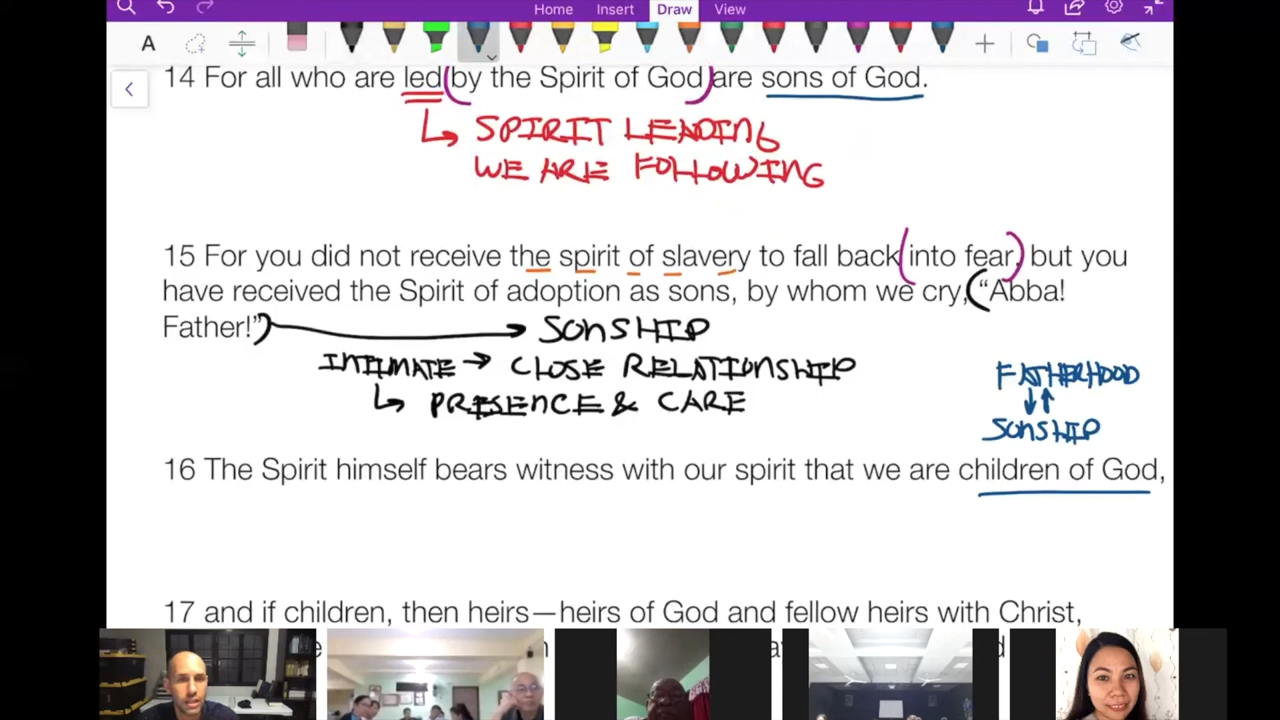 Home Insert Draw View
A
14 For all who are led (by the Spirit of God) are sons of God.
SPIRIT LEADING
WE ARE FOLLOWING
15 For you did not receive the spirit of slavery to fall back (into fear, but you
have received the Spirit of adoption as sons, by whom we cry, ("Abba!
Father!") SONSHIP
INTIMATE → CLOSE RELATIONSHIP
PRESENCE & CARE
FATHERHOOD
SONSHIP
16 The Spirit himself bears witness with our spirit that we are children of God,
17 and if children, then heirs—heirs of God and fellow heirs with Christ,